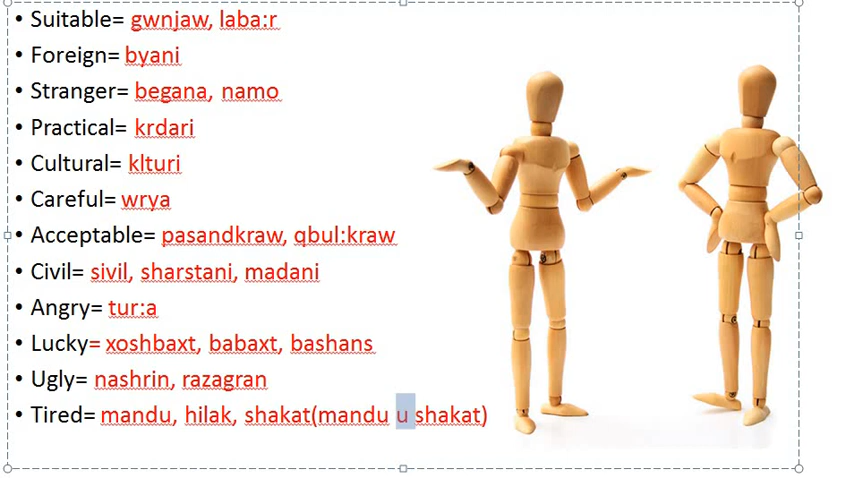 • Suitable= gwnjaw, laba:r
• Foreign= byani
• Stranger= begana, namo
• Practical= krdari
• Cultural= klturi
• Careful= wrya
• Acceptable= pasandkraw, qbul:kraw
• Civil= sivil, sharstani, madani
• Angry= tur:a
• Lucky= xoshbaxt, babaxt, bashans
• Ugly= nashrin, razagran
• Tired= mandu, hilak, shakat(mandu u shakat)